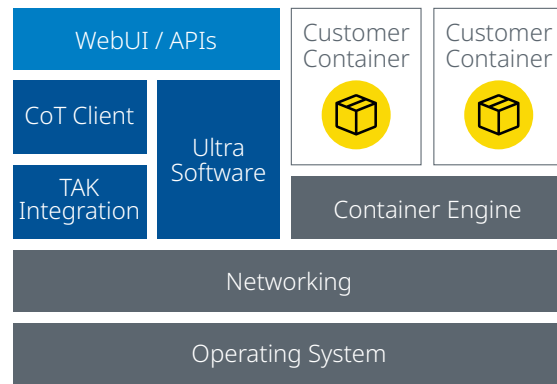 WebUI / APIs
Customer
Container
Customer
Container
CoT Client
Ultra
Software
TAK
Integration
Container Engine
Networking
Operating System